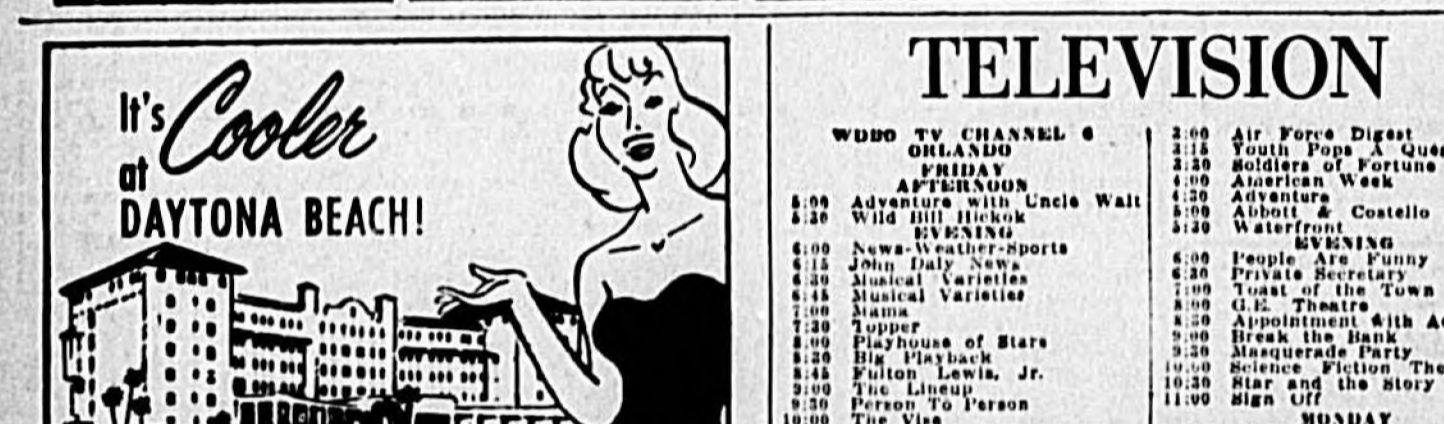 It's Cooler
at
DAYTONA BEACH!
TELEVISION
WDBO TV CHANNEL 6
ORLANDO
FRIDAY
AFTERNOON
5:00 Adventure with Uncle Walt
5:30 Wild Bill Hickok
EVENING
6:00 News-Weather-Sports
6:15 John Daly News
6:30 Musical Varieties
6:45 Musical Varieties
7:00 Mama
7:30 Topper
8:00 Playhouse of Stars
8:30 Big Playback
8:45 Fulton Lewis, Jr.
9:00 The Lineup
9:30 Person To Person
10:00 The Vise
3:00 Air Force Digest
3:15 Youth Pops A Ques
3:30 Soldiers of Fortune
4:00 American Week
4:30 Adventure
5:00 Abbott & Costello
5:30 Waterfront
EVENING
6:00 People Are Funny
6:30 Private Secretary
7:00 Toast of the Town
8:00 G.E. Theatre
8:30 Appointment with A
9:00 Break the Bank
9:30 Masquerade Party
10:00 Science Fiction The
10:30 Star and the Story
11:00 Sign Off
MONDAY